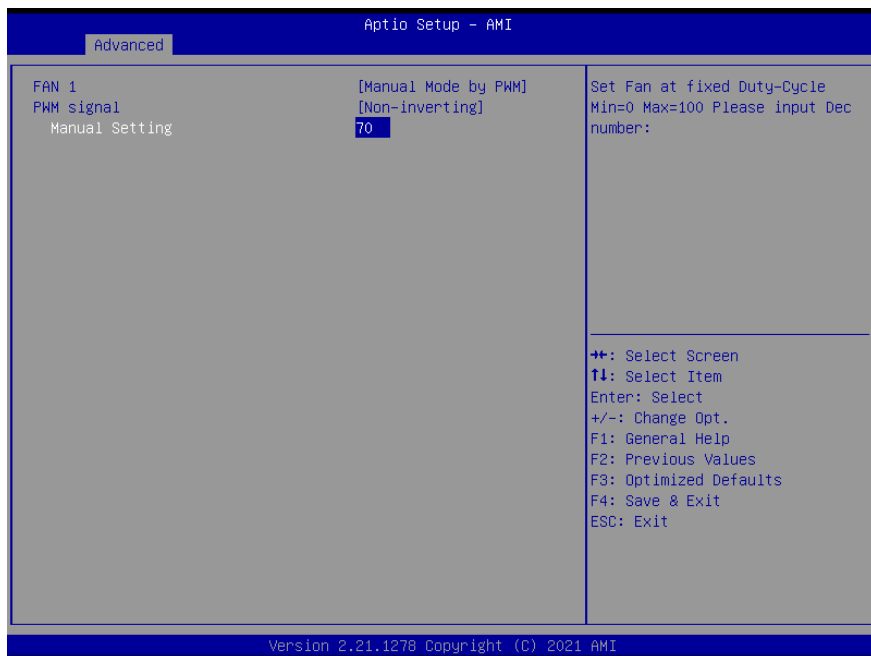 Aptio Setup – AMI
Advanced
FAN 1 [Manual Mode by PWM]
PWM signal [Non-inverting]
Manual Setting 70
Set Fan at fixed Duty-Cycle
Min=0 Max=100 Please input Dec
number:
→←: Select Screen
↑↓: Select Item
Enter: Select
+/-: Change Opt.
F1: General Help
F2: Previous Values
F3: Optimized Defaults
F4: Save & Exit
ESC: Exit
Version 2.21.1278 Copyright (C) 2021 AMI